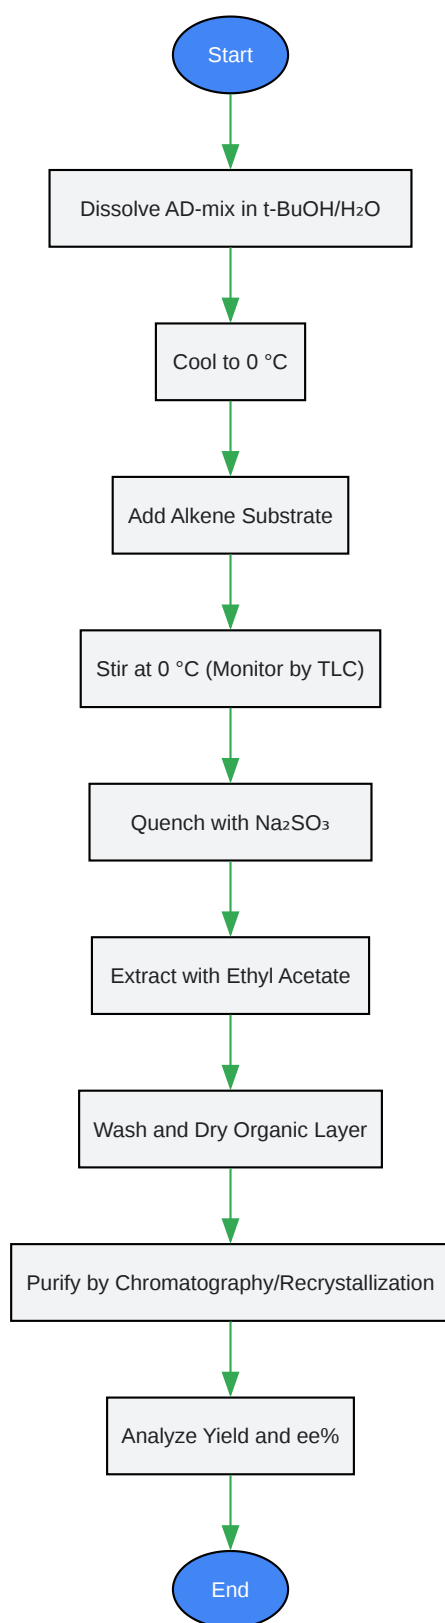 Start
Dissolve AD-mix in t-BuOH/H₂O
Cool to 0 °C
Add Alkene Substrate
Stir at 0 °C (Monitor by TLC)
Quench with Na₂SO₃
Extract with Ethyl Acetate
Wash and Dry Organic Layer
Purify by Chromatography/Recrystallization
Analyze Yield and ee%
End